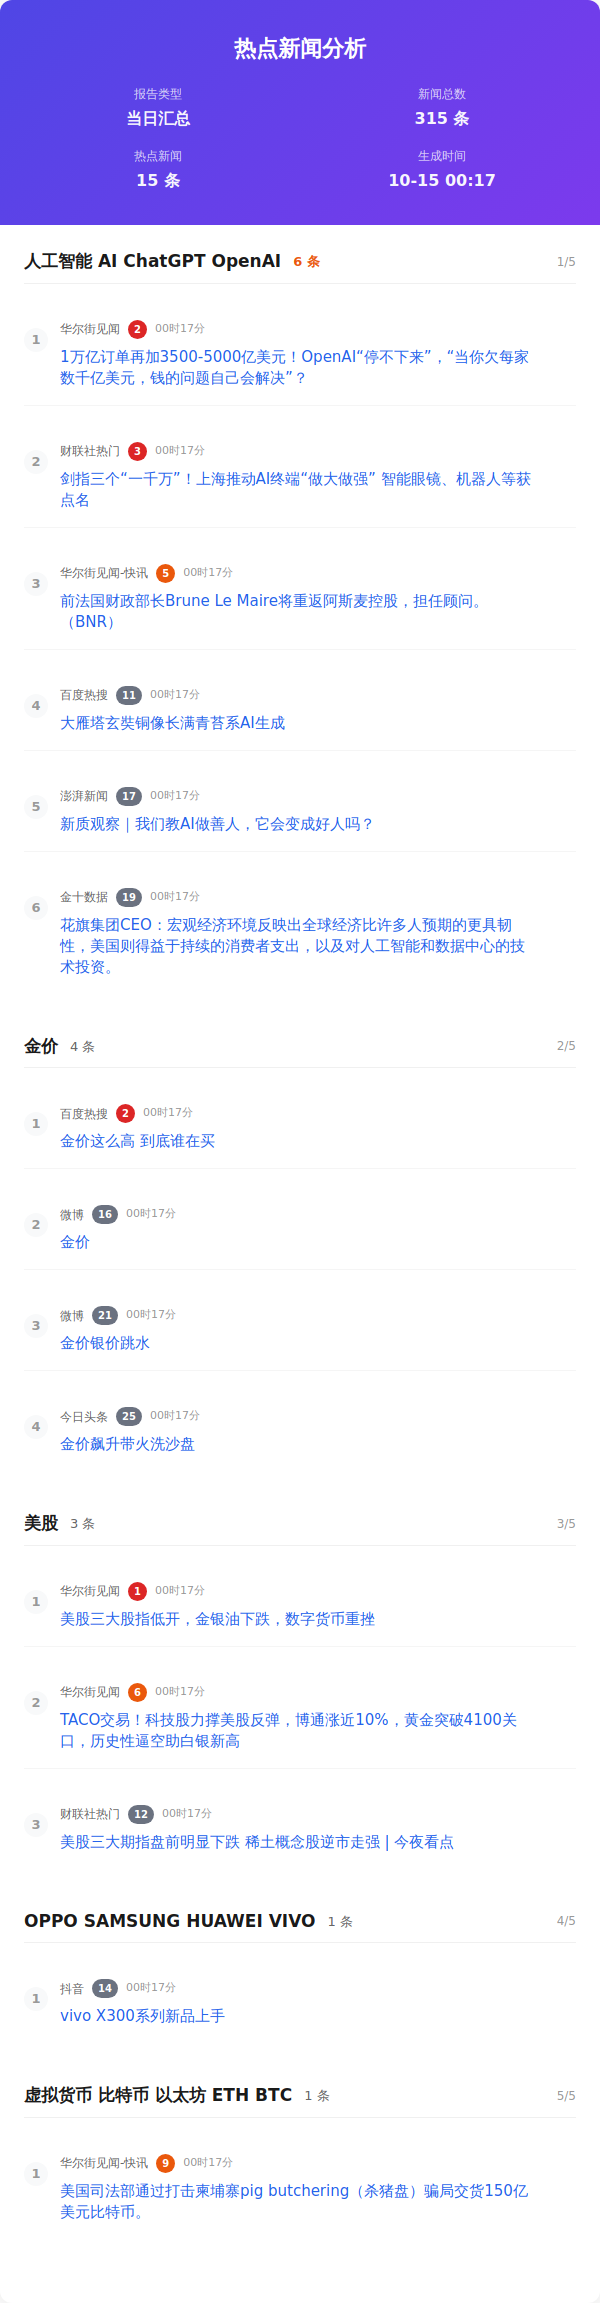 热点新闻分析
报告类型
新闻总数
当日汇总
315 条
热点新闻
生成时间
15 条
10-15 00:17
人工智能 AI ChatGPT OpenAI 6 条 1/5
华尔街见闻 2 00时17分
1
1万亿订单再加3500-5000亿美元！OpenAI“停不下来”，“当你欠每家
数千亿美元，钱的问题自己会解决”？
财联社热门 3 00时17分
2
剑指三个“一千万”！上海推动AI终端“做大做强” 智能眼镜、机器人等获
点名
华尔街见闻-快讯 5 00时17分
3
前法国财政部长Brune Le Maire将重返阿斯麦控股，担任顾问。
（BNR）
百度热搜 11 00时17分
4
大雁塔玄奘铜像长满青苔系AI生成
澎湃新闻 17 00时17分
5
新质观察｜我们教AI做善人，它会变成好人吗？
金十数据 19 00时17分
6
花旗集团CEO：宏观经济环境反映出全球经济比许多人预期的更具韧
性，美国则得益于持续的消费者支出，以及对人工智能和数据中心的技
术投资。
金价 4 条 2/5
百度热搜 2 00时17分
1
金价这么高 到底谁在买
微博 16 00时17分
2
金价
微博 21 00时17分
3
金价银价跳水
今日头条 25 00时17分
4
金价飙升带火洗沙盘
美股 3 条 3/5
华尔街见闻 1 00时17分
1
美股三大股指低开，金银油下跌，数字货币重挫
华尔街见闻 6 00时17分
2
TACO交易！科技股力撑美股反弹，博通涨近10%，黄金突破4100关
口，历史性逼空助白银新高
财联社热门 12 00时17分
3
美股三大期指盘前明显下跌 稀土概念股逆市走强 | 今夜看点
OPPO SAMSUNG HUAWEI VIVO 1 条 4/5
抖音 14 00时17分
1
vivo X300系列新品上手
虚拟货币 比特币 以太坊 ETH BTC 1 条 5/5
华尔街见闻-快讯 9 00时17分
1
美国司法部通过打击柬埔寨pig butchering（杀猪盘）骗局交货150亿
美元比特币。